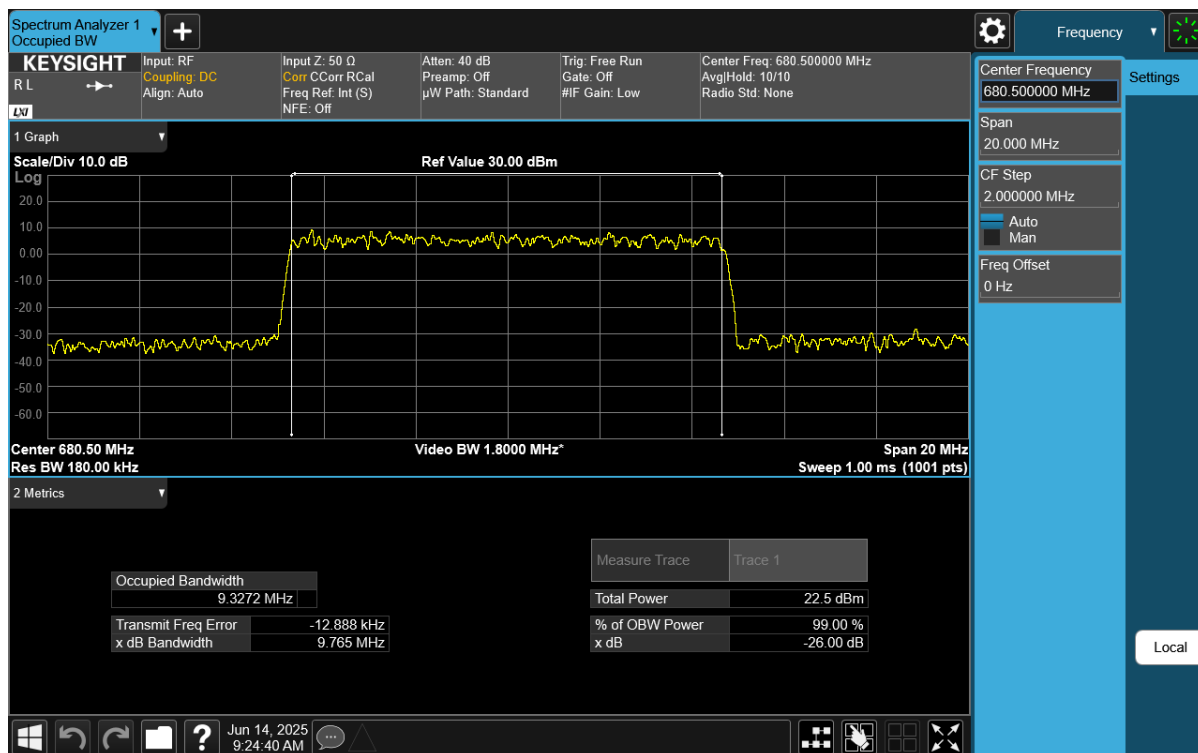 Spectrum Analyzer 1
Occupied BW
Frequency
KEYSIGHT
R L
LXI
Input: RF
Coupling: DC
Align: Auto
Input Z: 50 Ω
Corr CCorr RCal
Freq Ref: Int (S)
NFE: Off
Atten: 40 dB
Preamp: Off
µW Path: Standard
Trig: Free Run
Gate: Off
#IF Gain: Low
Center Freq: 680.500000 MHz
Avg|Hold: 10/10
Radio Std: None
Center Frequency
680.500000 MHz
Span
20.000 MHz
CF Step
2.000000 MHz
Auto
Man
Freq Offset
0 Hz
Settings
Local
1 Graph
Scale/Div 10.0 dB
Ref Value 30.00 dBm
Log
20.0
10.0
0.00
-10.0
-20.0
-30.0
-40.0
-50.0
-60.0
Center 680.50 MHz
Video BW 1.8000 MHz*
Span 20 MHz
Res BW 180.00 kHz
Sweep 1.00 ms (1001 pts)
2 Metrics
Measure Trace Trace 1
Occupied Bandwidth
9.3272 MHz
Total Power 22.5 dBm
Transmit Freq Error -12.888 kHz
% of OBW Power 99.00 %
x dB Bandwidth 9.765 MHz
x dB -26.00 dB
?
Jun 14, 2025
9:24:40 AM